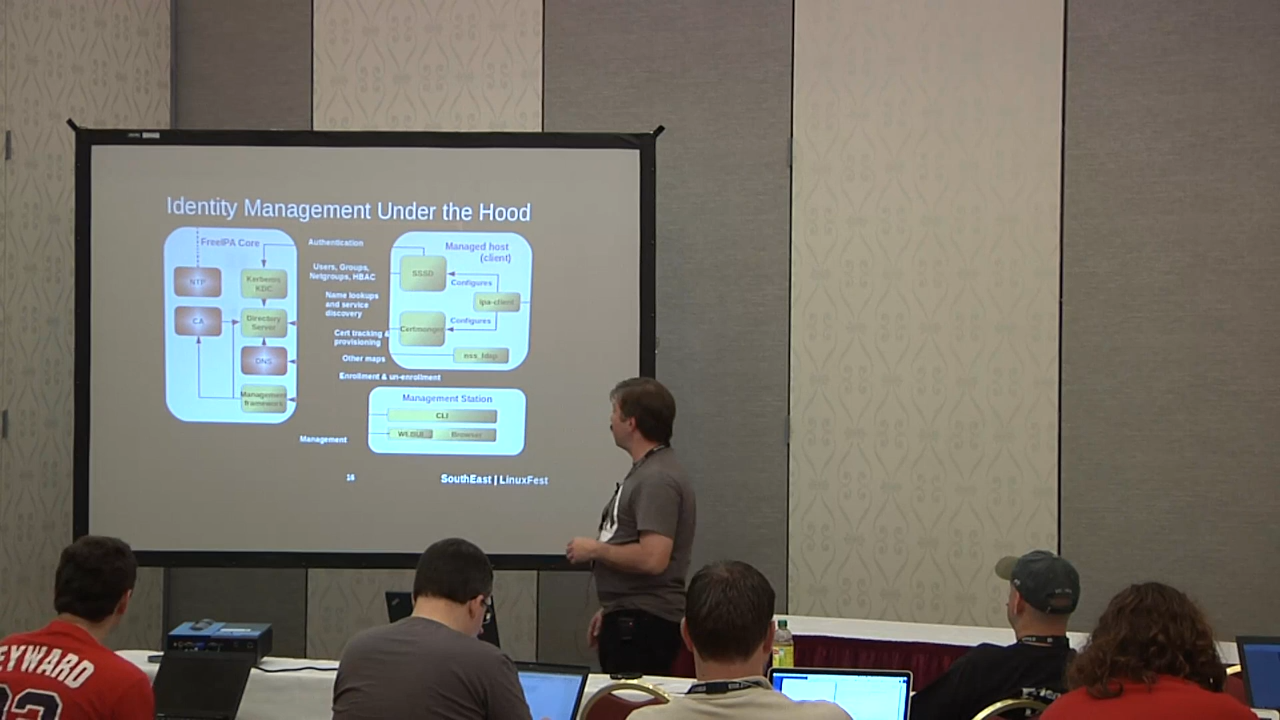 Identity Management Under the Hood
FreeIPA Core
NTP
Kerberos
KDC
CA
Directory
Server
DNS
Management
framework
Authentication
Users, Groups,
Netgroups, HBAC
Name lookups
and service
discovery
Cert tracking &
provisioning
Other maps
Enrollment & un-enrollment
Management
Managed host
(client)
SSSD
Configures
ipa-client
Configures
Certmonger
nss_ldap
Management Station
CLI
WEBUI
Browser
16
SouthEast | LinuxFest
EYWARD